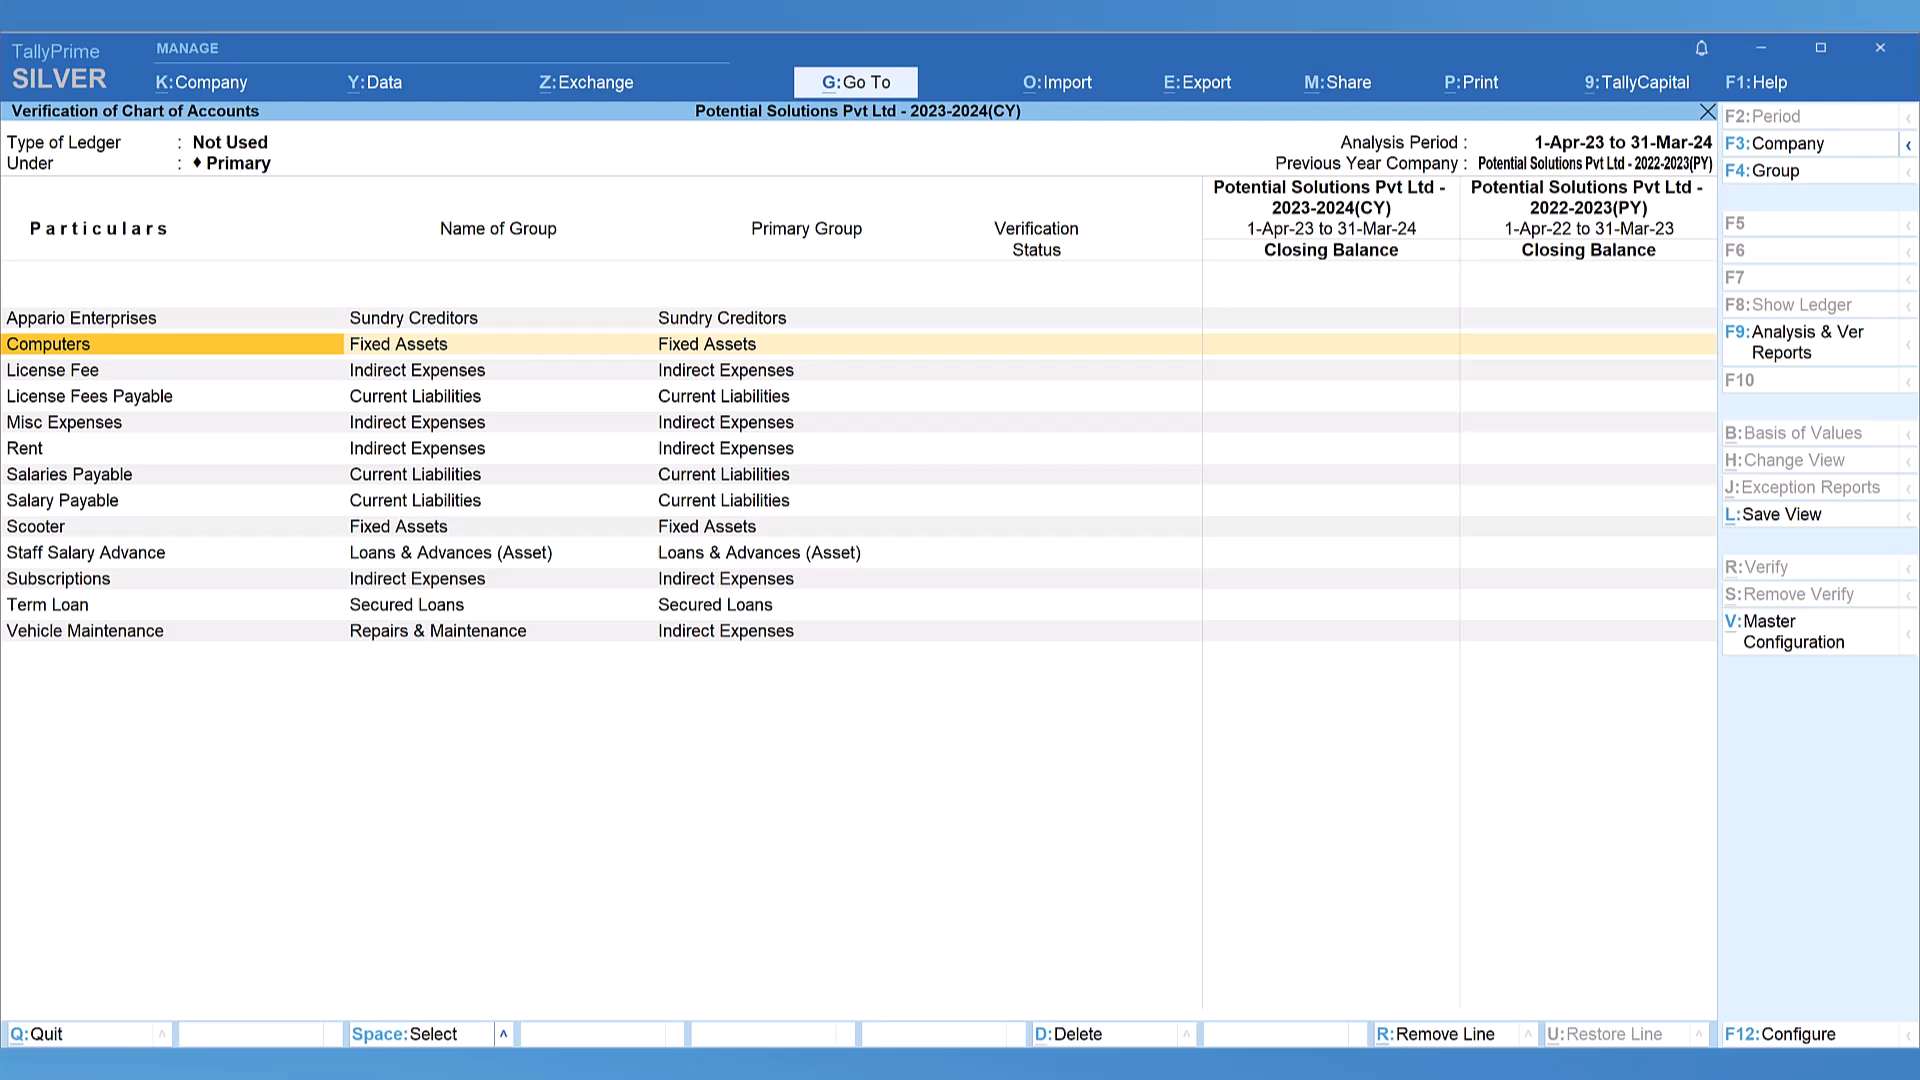 TallyPrime
SILVER
MANAGE
K:Company Y:Data Z:Exchange G:Go To O:Import E:Export M:Share P:Print 9:TallyCapital F1:Help
Verification of Chart of Accounts Potential Solutions Pvt Ltd - 2023-2024(CY)
Type of Ledger : Not Used Analysis Period : 1-Apr-23 to 31-Mar-24
Under : ♦ Primary Previous Year Company : Potential Solutions Pvt Ltd - 2022-2023(PY)
Potential Solutions Pvt Ltd - Potential Solutions Pvt Ltd -
2023-2024(CY) 2022-2023(PY)
Particulars Name of Group Primary Group Verification 1-Apr-23 to 31-Mar-24 1-Apr-22 to 31-Mar-23
Status Closing Balance Closing Balance
Appario Enterprises Sundry Creditors Sundry Creditors
Computers Fixed Assets Fixed Assets
License Fee Indirect Expenses Indirect Expenses
License Fees Payable Current Liabilities Current Liabilities
Misc Expenses Indirect Expenses Indirect Expenses
Rent Indirect Expenses Indirect Expenses
Salaries Payable Current Liabilities Current Liabilities
Salary Payable Current Liabilities Current Liabilities
Scooter Fixed Assets Fixed Assets
Staff Salary Advance Loans & Advances (Asset) Loans & Advances (Asset)
Subscriptions Indirect Expenses Indirect Expenses
Term Loan Secured Loans Secured Loans
Vehicle Maintenance Repairs & Maintenance Indirect Expenses
F2:Period
F3:Company
F4:Group
F5
F6
F7
F8:Show Ledger
F9:Analysis & Ver
Reports
F10
B:Basis of Values
H:Change View
J:Exception Reports
L:Save View
R:Verify
S:Remove Verify
V:Master
Configuration
Q:Quit Space:Select D:Delete R:Remove Line U:Restore Line F12:Configure